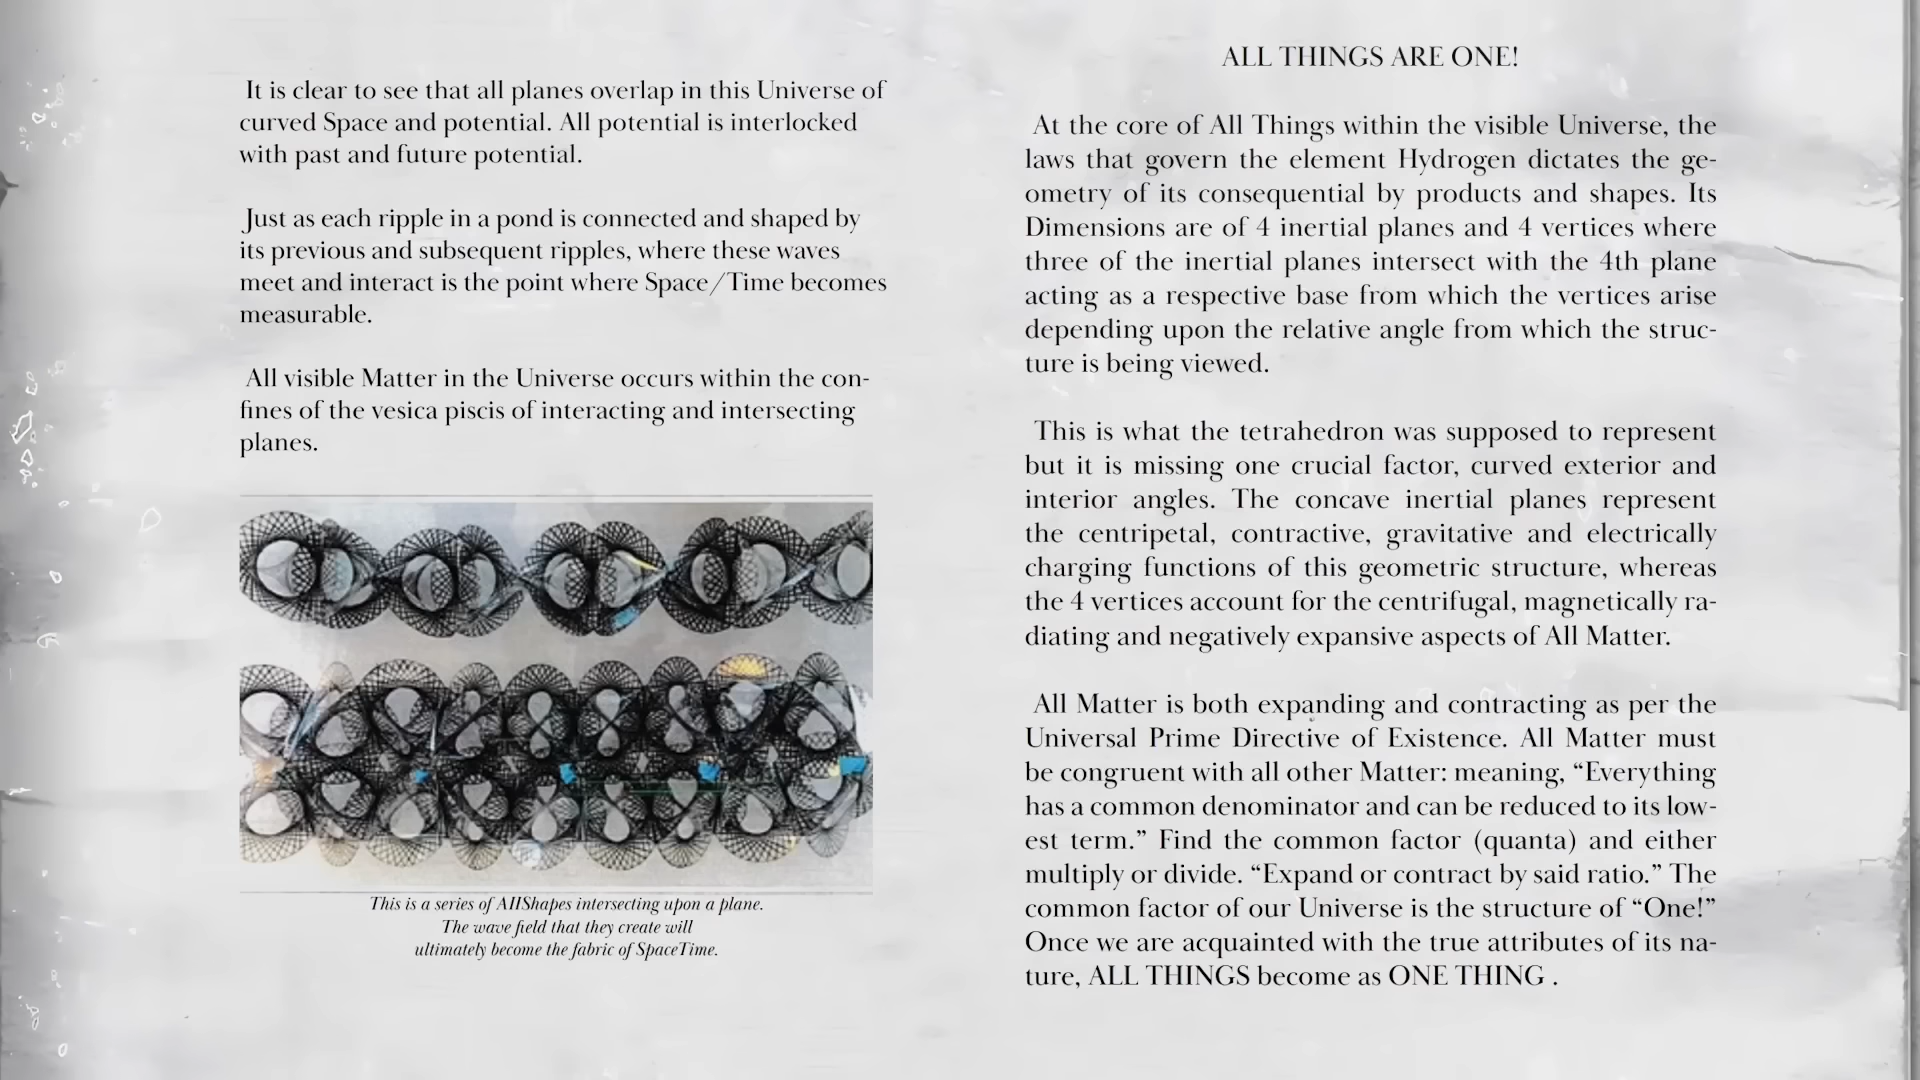 It is clear to see that all planes overlap in this Universe of
curved Space and potential. All potential is interlocked
with past and future potential.
Just as each ripple in a pond is connected and shaped by
its previous and subsequent ripples, where these waves
meet and interact is the point where Space/Time becomes
measurable.
All visible Matter in the Universe occurs within the con-
fines of the vesica piscis of interacting and intersecting
planes.
This is a series of AllShapes intersecting upon a plane.
The wave field that they create will
ultimately become the fabric of SpaceTime.
ALL THINGS ARE ONE!
At the core of All Things within the visible Universe, the
laws that govern the element Hydrogen dictates the ge-
ometry of its consequential by products and shapes. Its
Dimensions are of 4 inertial planes and 4 vertices where
three of the inertial planes intersect with the 4th plane
acting as a respective base from which the vertices arise
depending upon the relative angle from which the struc-
ture is being viewed.
This is what the tetrahedron was supposed to represent
but it is missing one crucial factor, curved exterior and
interior angles. The concave inertial planes represent
the centripetal, contractive, gravitative and electrically
charging functions of this geometric structure, whereas
the 4 vertices account for the centrifugal, magnetically ra-
diating and negatively expansive aspects of All Matter.
All Matter is both expanding and contracting as per the
Universal Prime Directive of Existence. All Matter must
be congruent with all other Matter: meaning, “Everything
has a common denominator and can be reduced to its low-
est term.” Find the common factor (quanta) and either
multiply or divide. “Expand or contract by said ratio.” The
common factor of our Universe is the structure of “One!”
Once we are acquainted with the true attributes of its na-
ture, ALL THINGS become as ONE THING .